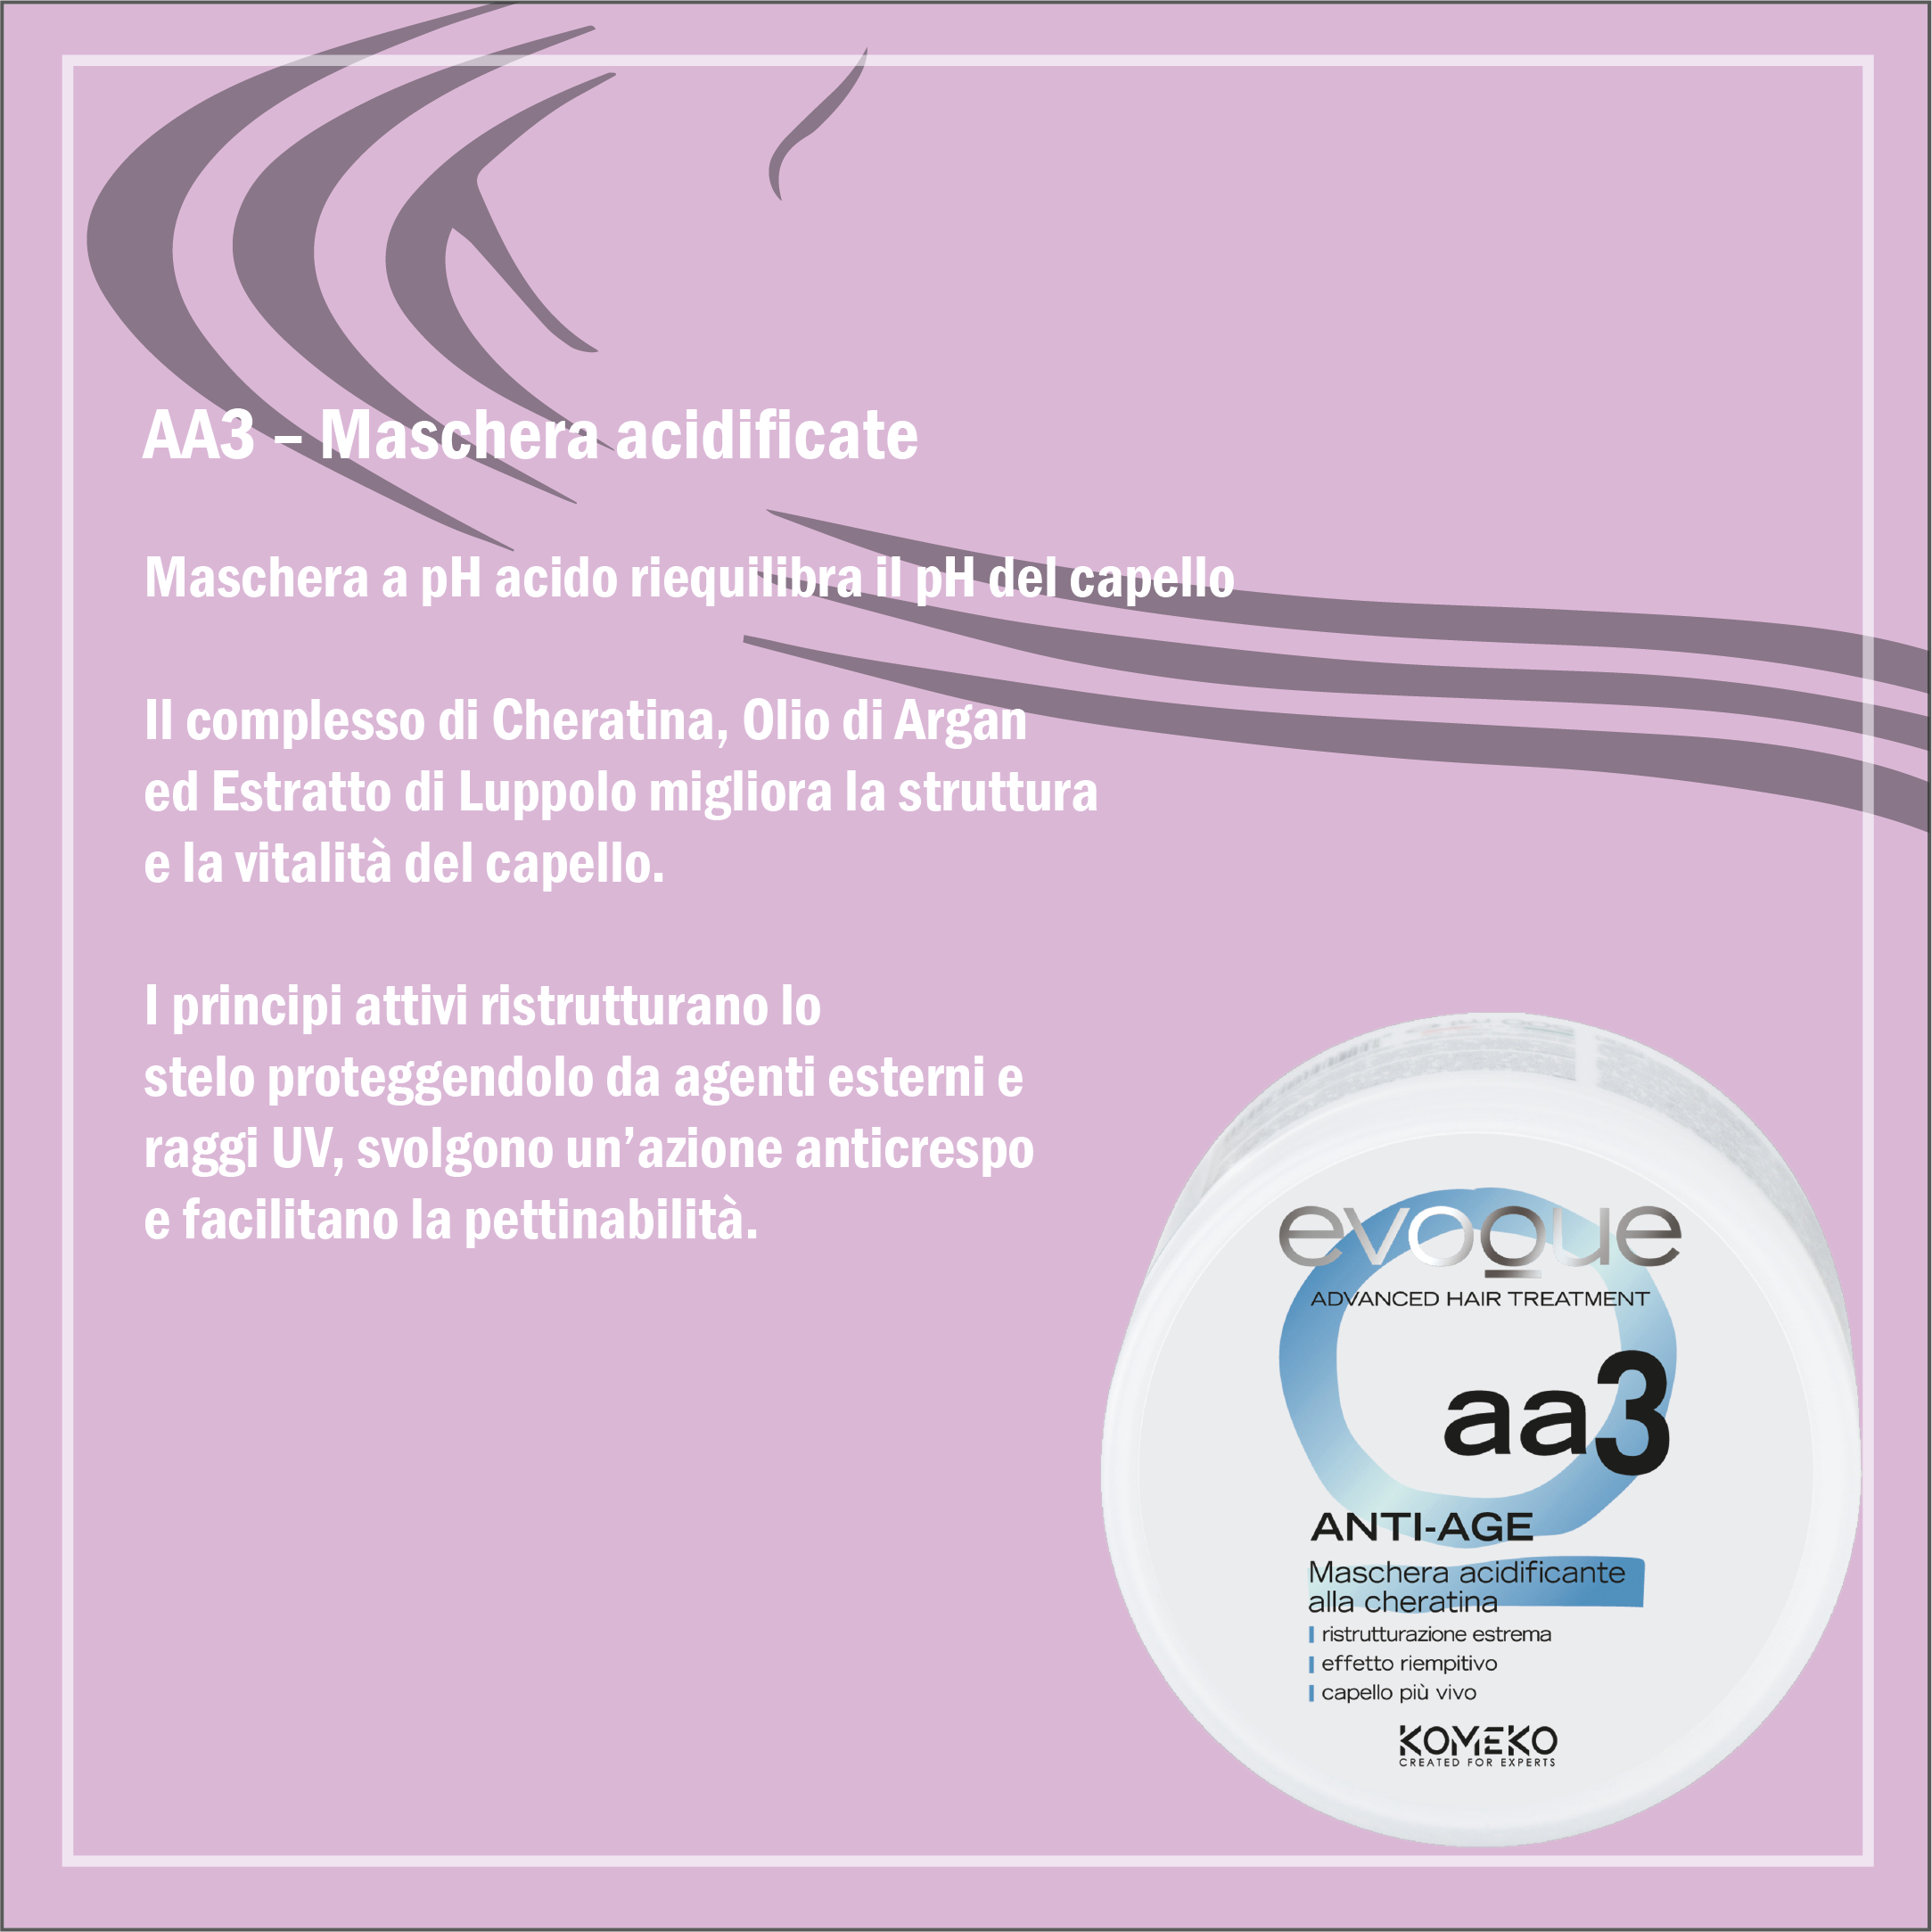 AA3 – Maschera acidificate
Maschera a pH acido riequilibra il pH del capello
Il complesso di Cheratina, Olio di Argan
ed Estratto di Luppolo migliora la struttura
e la vitalità del capello.
I principi attivi ristrutturano lo
stelo proteggendolo da agenti esterni e
raggi UV, svolgono un’azione anticrespo
e facilitano la pettinabilità.
evoque
ADVANCED HAIR TREATMENT
aa3
ANTI-AGE
Maschera acidificante
alla cheratina
ristrutturazione estrema
effetto riempitivo
capello più vivo
KOMEKO
CREATED FOR EXPERTS